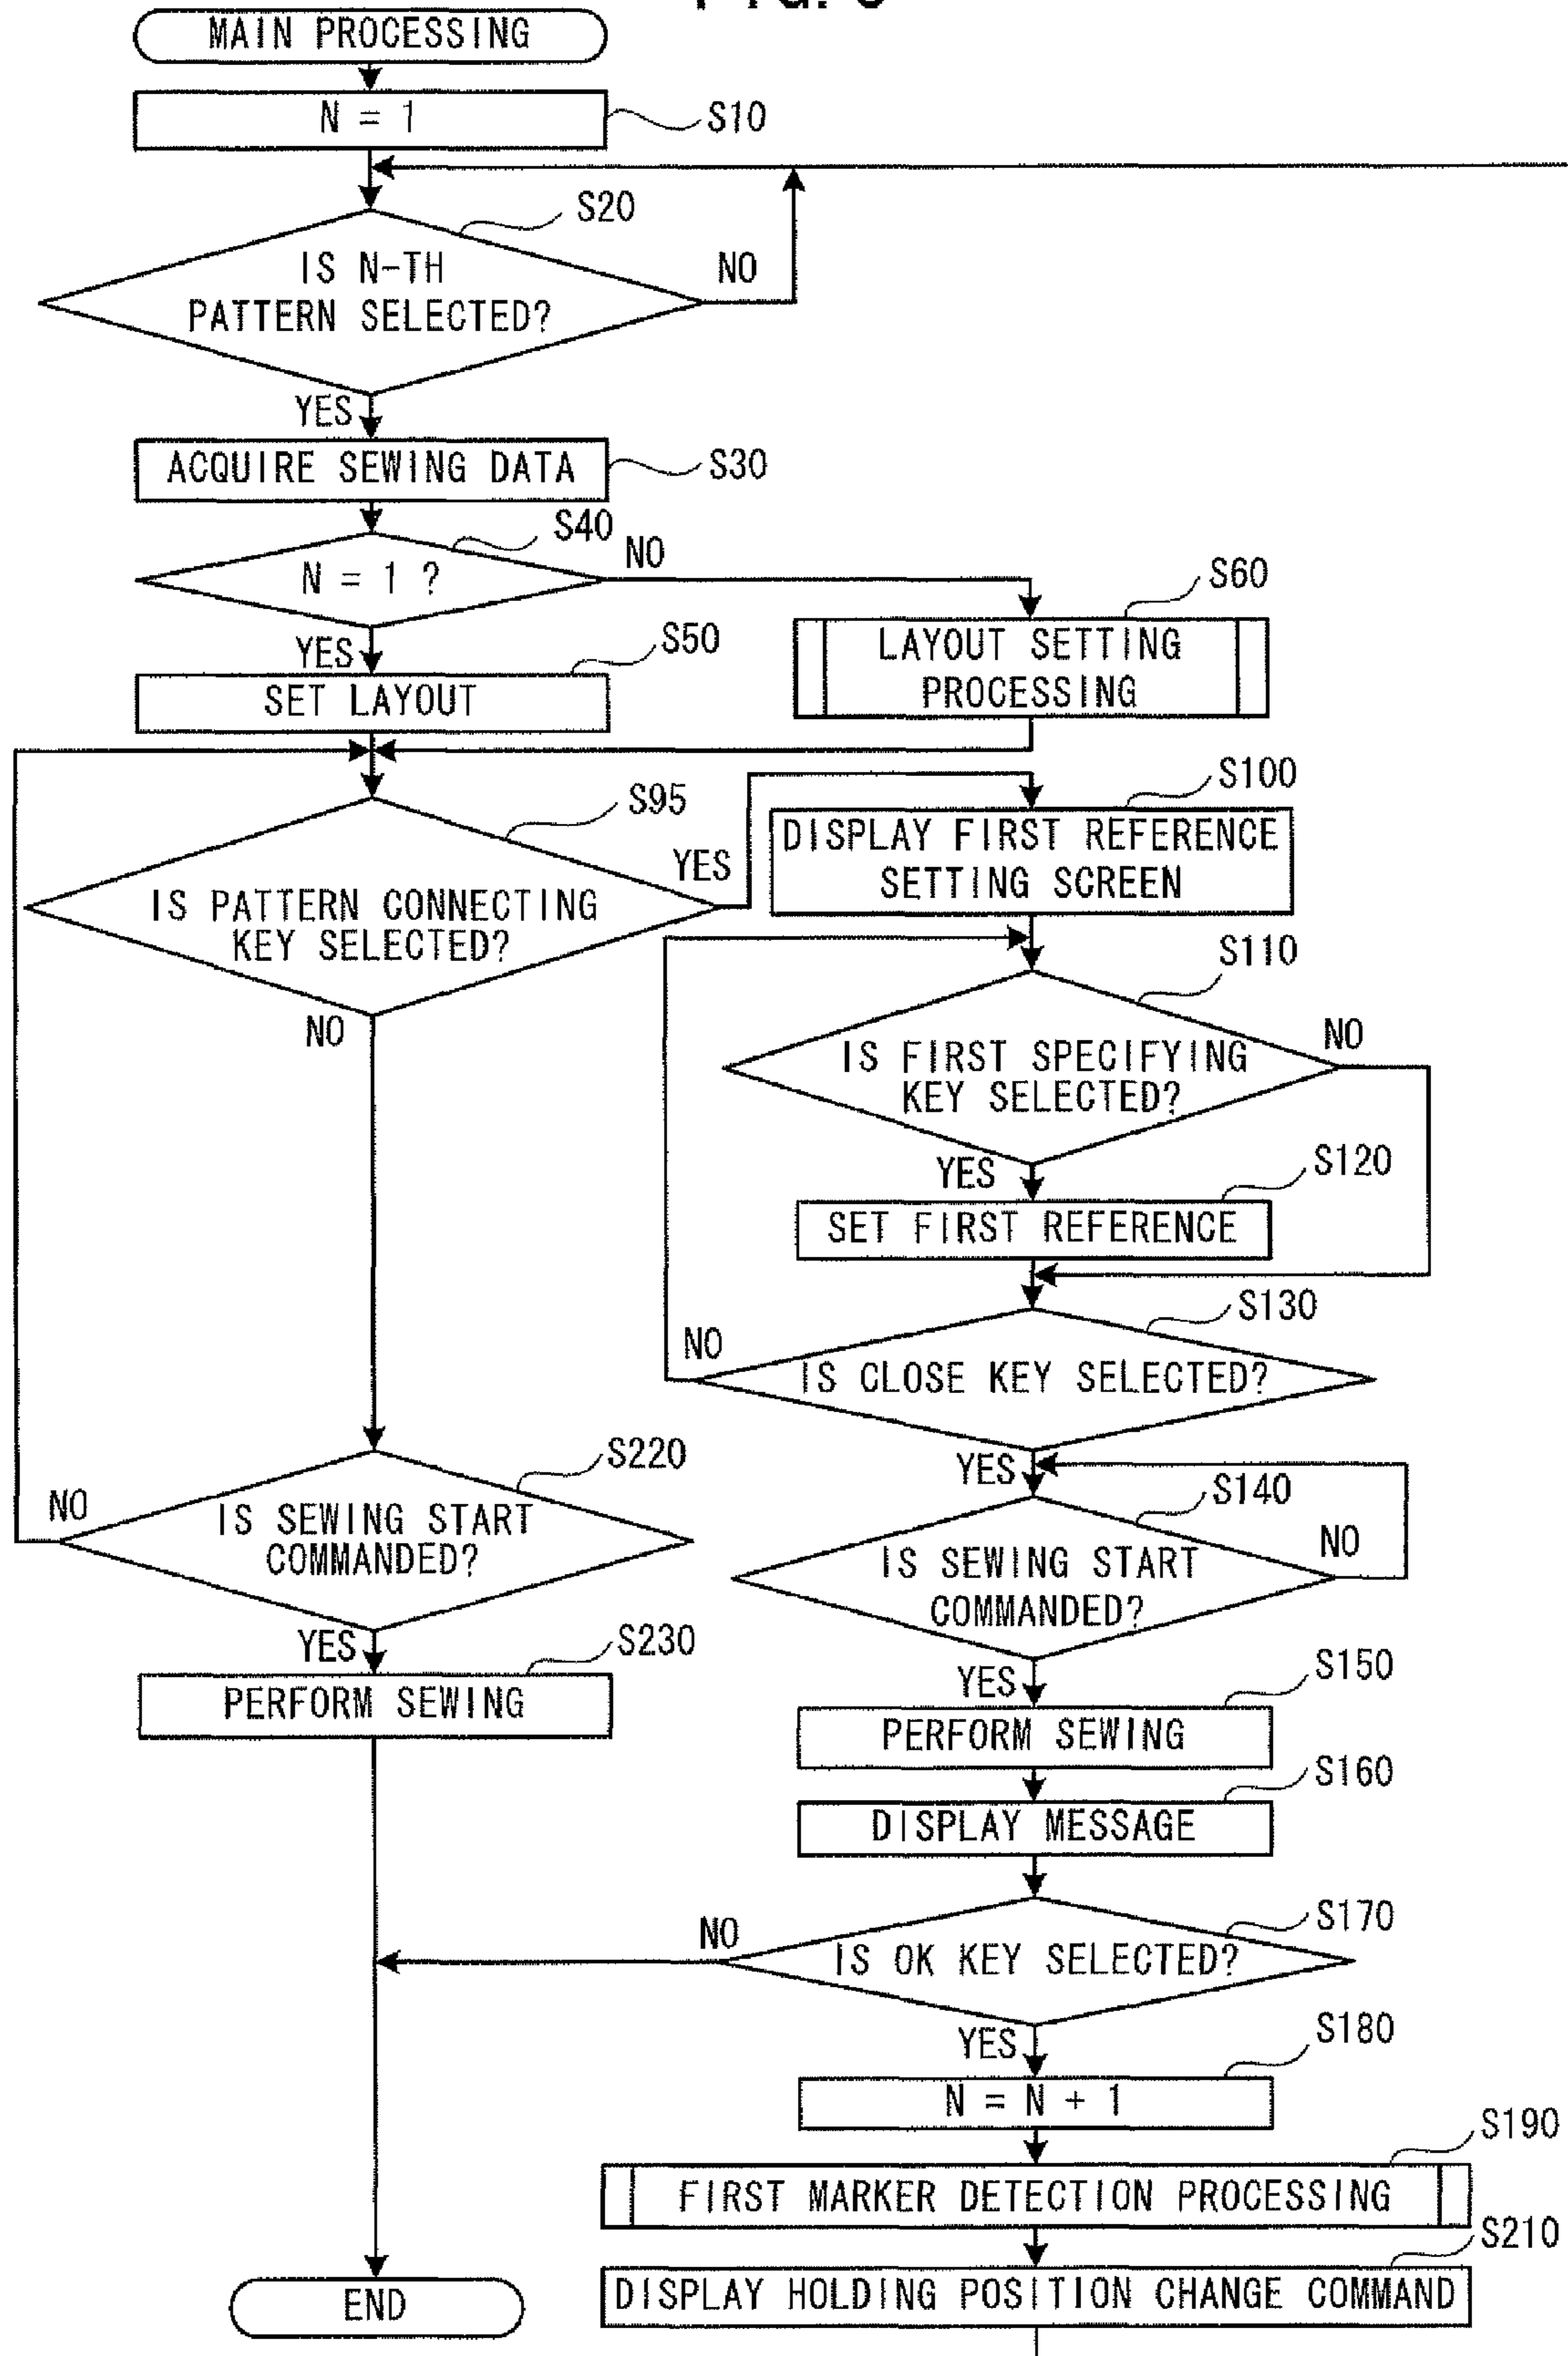 MAIN PROCESSING
N = 1
S10
S20
IS N-TH
PATTERN SELECTED?
NO
YES
ACQUIRE SEWING DATA
S30
S40
N = 1 ?
NO
YES
S50
SET LAYOUT
S60
LAYOUT SETTING
PROCESSING
S95
IS PATTERN CONNECTING
KEY SELECTED?
YES
NO
S100
DISPLAY FIRST REFERENCE
SETTING SCREEN
S110
IS FIRST SPECIFYING
KEY SELECTED?
NO
YES
S120
SET FIRST REFERENCE
S130
NO
IS CLOSE KEY SELECTED?
YES
S140
IS SEWING START
COMMANDED?
NO
YES
S220
NO
IS SEWING START
COMMANDED?
YES
S230
PERFORM SEWING
S150
PERFORM SEWING
S160
DISPLAY MESSAGE
S170
NO
IS OK KEY SELECTED?
YES
S180
N = N + 1
S190
FIRST MARKER DETECTION PROCESSING
S210
DISPLAY HOLDING POSITION CHANGE COMMAND
END